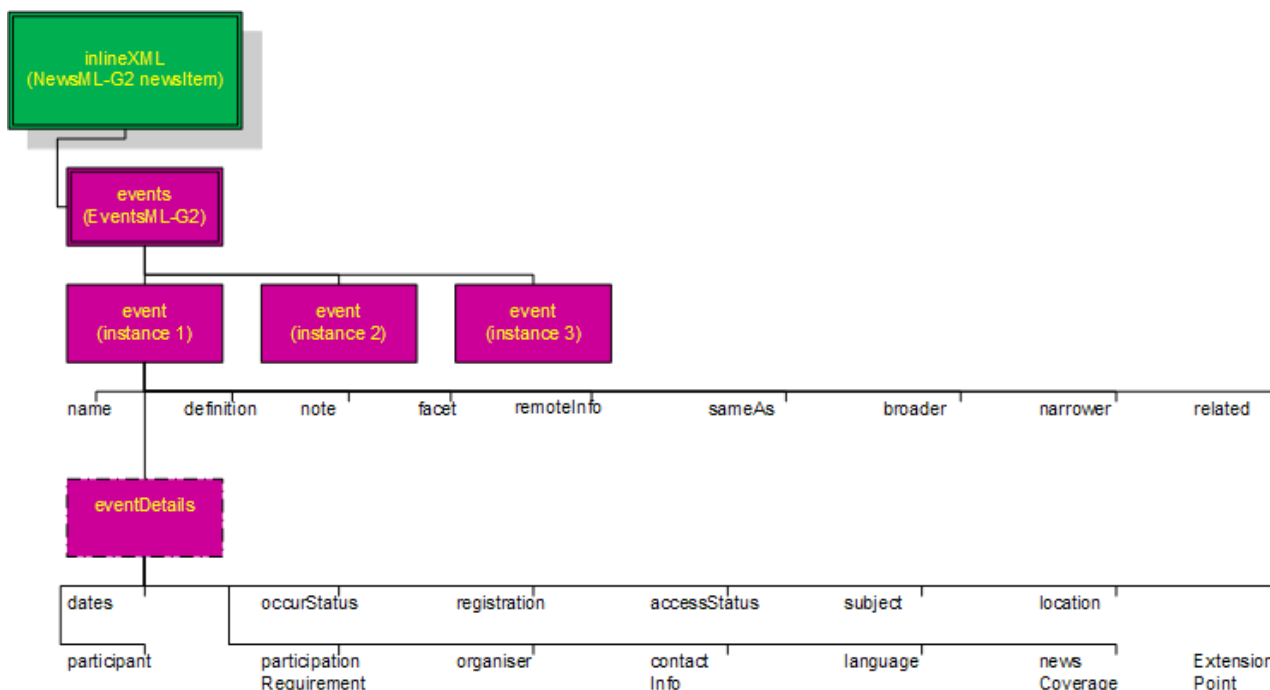 inlineXML
(NewsML-G2 newsItem)
events
(EventsML-G2)
event
(instance 1)
event
(instance 2)
event
(instance 3)
name definition note facet remoteInfo sameAs broader narrower related
eventDetails
dates occurStatus registration accessStatus subject location
participant participation organiser contact language news Extension
Requirement Info Coverage Point